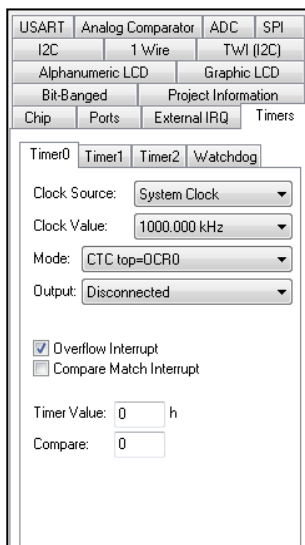 USART Analog Comparator ADC SPI
I2C 1 Wire TWI (I2C)
Alphanumeric LCD Graphic LCD
Bit-Banged Project Information
Chip Ports External IRQ Timers
Timer0 Timer1 Timer2 Watchdog
Clock Source: System Clock
Clock Value: 1000.000 kHz
Mode: CTC top=OCR0
Output: Disconnected
Overflow Interrupt
Compare Match Interrupt
Timer Value: 0 h
Compare: 0